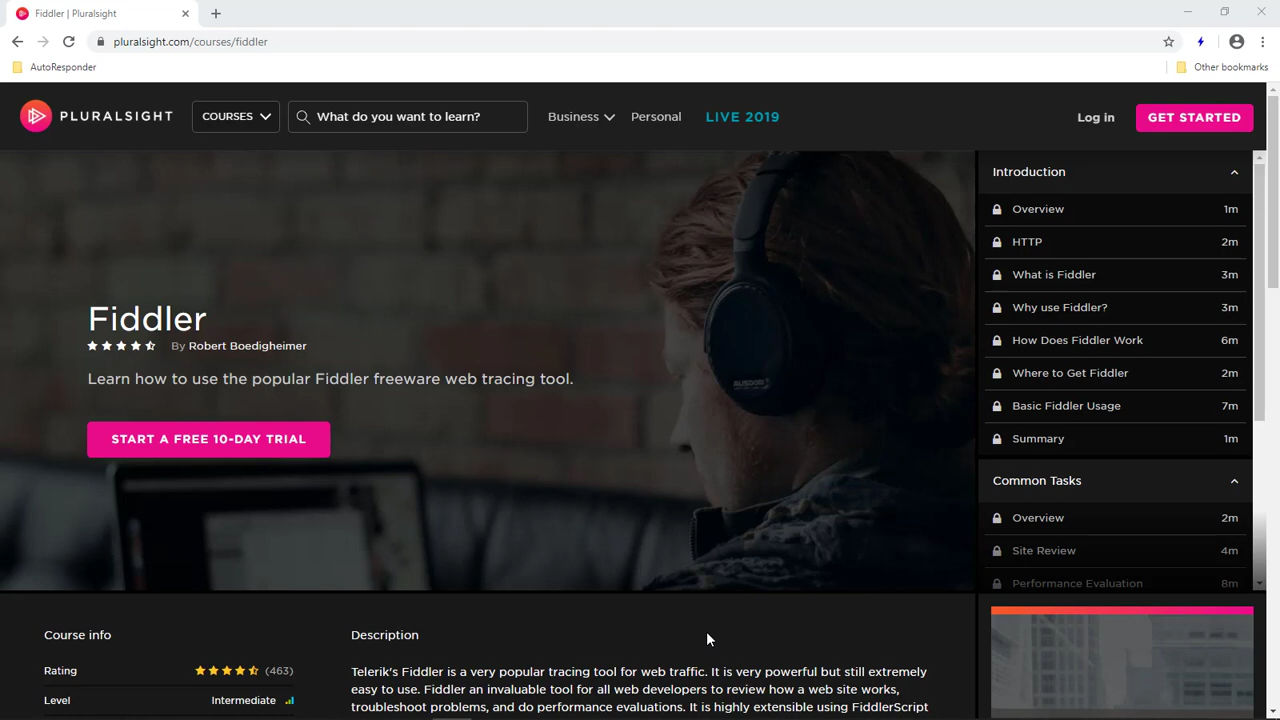 Fiddler | Pluralsight
pluralsight.com/courses/fiddler
AutoResponder
Other bookmarks
PLURALSIGHT
COURSES
What do you want to learn?
Business
Personal
LIVE 2019
Log in
GET STARTED
Fiddler
By Robert Boedigheimer
Learn how to use the popular Fiddler freeware web tracing tool.
START A FREE 10-DAY TRIAL
Introduction
Overview 1m
HTTP 2m
What is Fiddler 3m
Why use Fiddler? 3m
How Does Fiddler Work 6m
Where to Get Fiddler 2m
Basic Fiddler Usage 7m
Summary 1m
Common Tasks
Overview 2m
Site Review 4m
Performance Evaluation 8m
Course info
Rating (463)
Level Intermediate
Description
Telerik's Fiddler is a very popular tracing tool for web traffic. It is very powerful but still extremely
easy to use. Fiddler an invaluable tool for all web developers to review how a web site works,
troubleshoot problems, and do performance evaluations. It is highly extensible using FiddlerScript